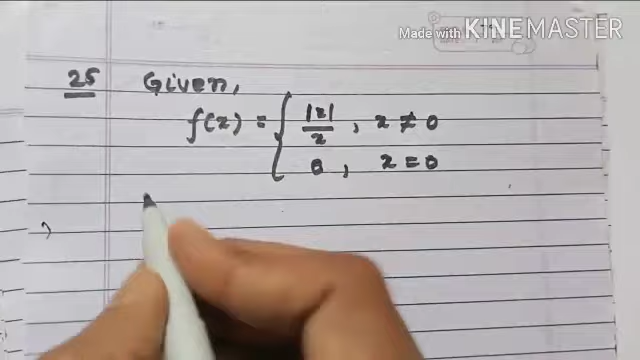 Made with KINEMASTER
25 Given,
f(x) = { |x|/x , x ≠ 0
0 , x = 0